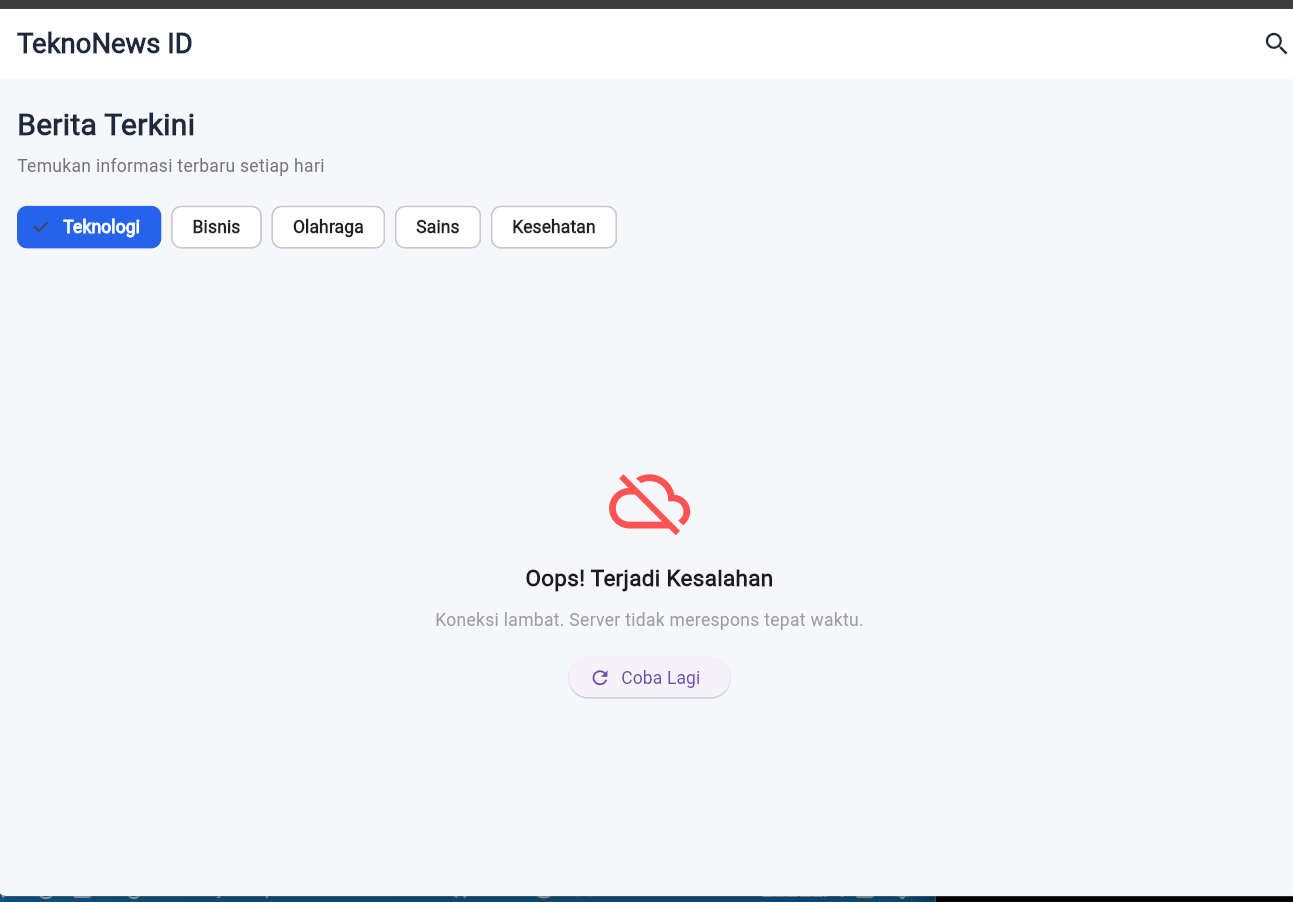 TeknoNews ID
Berita Terkini
Temukan informasi terbaru setiap hari
Teknologi Bisnis Olahraga Sains Kesehatan
Oops! Terjadi Kesalahan
Koneksi lambat. Server tidak merespons tepat waktu.
Coba Lagi